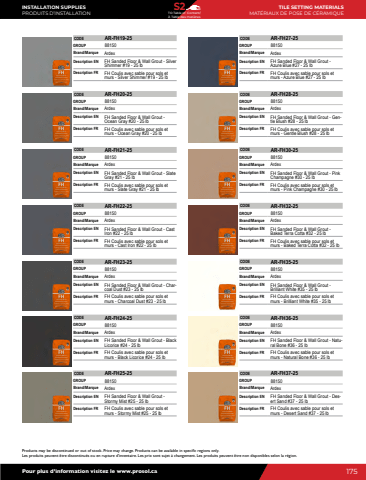 INSTALLATION SUPPLIES
PRODUITS D'INSTALLATION
S2
TILE SETTING MATERIALS
MATÉRIAUX DE POSE DE CÉRAMIQUE
CODE AR-FH19-25
GROUP 88150
Brand/Marque Ardex
Description EN FH Sanded Floor & Wall Grout - Silver
Shimmer #19 - 25 lb
Description FR FH Coulis avec sable pour sols et
murs - Silver Shimmer #19 - 25 lb
CODE AR-FH20-25
GROUP 88150
Brand/Marque Ardex
Description EN FH Sanded Floor & Wall Grout -
Ocean Gray #20 - 25 lb
Description FR FH Coulis avec sable pour sols et
murs - Ocean Gray #20 - 25 lb
CODE AR-FH21-25
GROUP 88150
Brand/Marque Ardex
Description EN FH Sanded Floor & Wall Grout - Slate
Gray #21 - 25 lb
Description FR FH Coulis avec sable pour sols et
murs - Slate Gray #21 - 25 lb
CODE AR-FH22-25
GROUP 88150
Brand/Marque Ardex
Description EN FH Sanded Floor & Wall Grout - Cast
Iron #22 - 25 lb
Description FR FH Coulis avec sable pour sols et
murs - Cast Iron #22 - 25 lb
CODE AR-FH23-25
GROUP 88150
Brand/Marque Ardex
Description EN FH Sanded Floor & Wall Grout - Char-
coal Dust #23 - 25 lb
Description FR FH Coulis avec sable pour sols et
murs - Charcoal Dust #23 - 25 lb
CODE AR-FH24-25
GROUP 88150
Brand/Marque Ardex
Description EN FH Sanded Floor & Wall Grout - Black
Licorice #24 - 25 lb
Description FR FH Coulis avec sable pour sols et
murs - Black Licorice #24 - 25 lb
CODE AR-FH25-25
GROUP 88150
Brand/Marque Ardex
Description EN FH Sanded Floor & Wall Grout -
Stormy Mist #25 - 25 lb
Description FR FH Coulis avec sable pour sols et
murs - Stormy Mist #25 - 25 lb
CODE AR-FH27-25
GROUP 88150
Brand/Marque Ardex
Description EN FH Sanded Floor & Wall Grout -
Azure Blue #27 - 25 lb
Description FR FH Coulis avec sable pour sols et
murs - Azure Blue #27 - 25 lb
CODE AR-FH28-25
GROUP 88150
Brand/Marque Ardex
Description EN FH Sanded Floor & Wall Grout - Gen-
tle Blush #28 - 25 lb
Description FR FH Coulis avec sable pour sols et
murs - Gentle Blush #28 - 25 lb
CODE AR-FH30-25
GROUP 88150
Brand/Marque Ardex
Description EN FH Sanded Floor & Wall Grout - Pink
Champagne #30 - 25 lb
Description FR FH Coulis avec sable pour sols et
murs - Pink Champagne #30 - 25 lb
CODE AR-FH32-25
GROUP 88150
Brand/Marque Ardex
Description EN FH Sanded Floor & Wall Grout -
Baked Terra Cotta #32 - 25 lb
Description FR FH Coulis avec sable pour sols et
murs - Baked Terra Cotta #32 - 25 lb
CODE AR-FH35-25
GROUP 88150
Brand/Marque Ardex
Description EN FH Sanded Floor & Wall Grout -
Brilliant White #35 - 25 lb
Description FR FH Coulis avec sable pour sols et
murs - Brilliant White #35 - 25 lb
CODE AR-FH36-25
GROUP 88150
Brand/Marque Ardex
Description EN FH Sanded Floor & Wall Grout - Natu-
ral Bone #36 - 25 lb
Description FR FH Coulis avec sable pour sols et
murs - Natural Bone #36 - 25 lb
CODE AR-FH37-25
GROUP 88150
Brand/Marque Ardex
Description EN FH Sanded Floor & Wall Grout - Des-
ert Sand #37 - 25 lb
Description FR FH Coulis avec sable pour sols et
murs - Desert Sand #37 - 25 lb
Products may be discontinued or out of stock. Price may change. Products can be available in specific regions only.
Les produits peuvent être discontinués ou en rupture d'inventaire. Les prix sont sujet à changement. Les produits peuvent être non disponibles selon la région.
Pour plus d'information visitez le www.prosol.ca
175